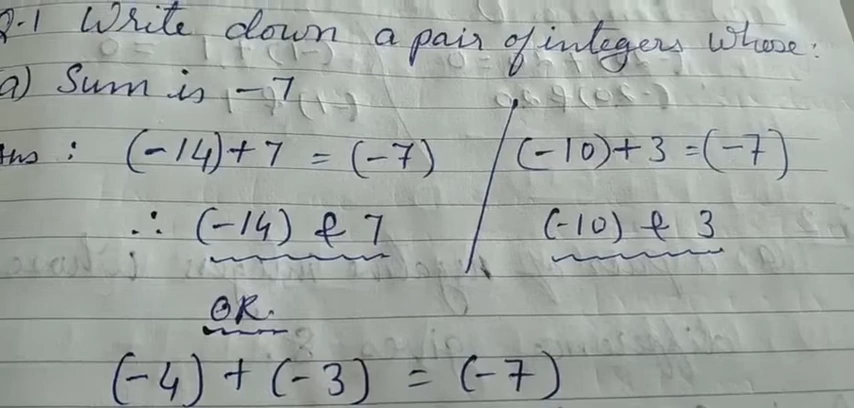 Q.1 Write down a pair of integers whose:
a) Sum is -7
Ans : (-14)+7 = (-7) / (-10)+3 =(-7)
∴ (-14) & 7 (-10) & 3
OR.
(-4) + (-3) = (-7)